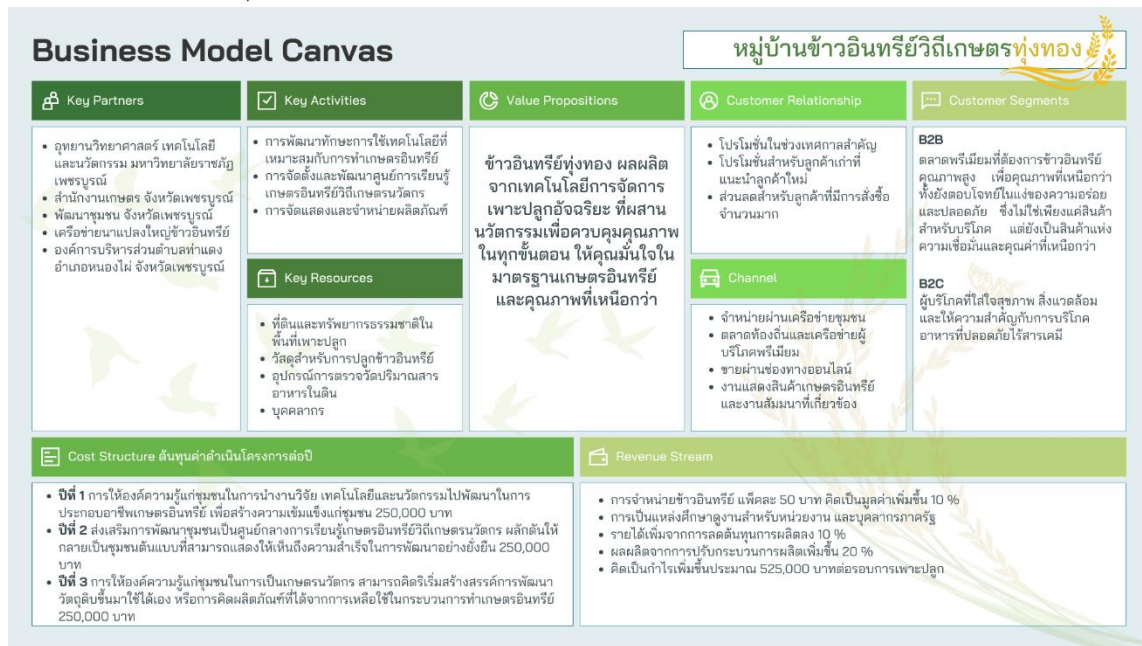 Business Model Canvas
หมู่บ้านข้าวอินทรีย์วิถีเกษตรทุ่งทอง
Key Partners
• อุทยานวิทยาศาสตร์ เทคโนโลยี
และนวัตกรรม มหาวิทยาลัยราชภัฏ
เพชรบูรณ์
• สำนักงานเกษตร จังหวัดเพชรบูรณ์
• พัฒนาชุมชน จังหวัดเพชรบูรณ์
• เครือข่ายนาแปลงใหญ่ข้าวอินทรีย์
• องค์การบริหารส่วนตำบลท่าแดง
อำเภอหนองไผ่ จังหวัดเพชรบูรณ์
Key Activities
• การพัฒนาทักษะการใช้เทคโนโลยีที่
เหมาะสมกับการทำเกษตรอินทรีย์
• การจัดตั้งและพัฒนาศูนย์การเรียนรู้
เกษตรอินทรีย์วิถีเกษตรนวัตกร
• การจัดแสดงและจำหน่ายผลิตภัณฑ์
Key Resources
• ที่ดินและทรัพยากรธรรมชาติใน
พื้นที่เพาะปลูก
• วัสดุสำหรับการปลูกข้าวอินทรีย์
• อุปกรณ์การตรวจวัดปริมาณสาร
อาหารในดิน
• บุคคลากร
Value Propositions
ข้าวอินทรีย์ทุ่งทอง ผลผลิต
จากเทคโนโลยีการจัดการ
เพาะปลูกอัจฉริยะ ที่ผสาน
นวัตกรรมเพื่อควบคุมคุณภาพ
ในทุกขั้นตอน ให้คุณมั่นใจใน
มาตรฐานเกษตรอินทรีย์
และคุณภาพที่เหนือกว่า
Customer Relationship
• โปรโมชั่นในช่วงเทศกาลสำคัญ
• โปรโมชั่นสำหรับลูกค้าเก่าที่
แนะนำลูกค้าใหม่
• ส่วนลดสำหรับลูกค้าที่มีการสั่งซื้อ
จำนวนมาก
Channel
• จำหน่ายผ่านเครือข่ายชุมชน
• ตลาดท้องถิ่นและเครือข่ายผู้
บริโภคพรีเมียม
• ขายผ่านช่องทางออนไลน์
• งานแสดงสินค้าเกษตรอินทรีย์
และงานสัมมนาที่เกี่ยวข้อง
Customer Segments
B2B
ตลาดพรีเมียมที่ต้องการข้าวอินทรีย์
คุณภาพสูง เพื่อคุณภาพที่เหนือกว่า
ทั้งยังตอบโจทย์ในแง่ของความอร่อย
และปลอดภัย ซึ่งไม่ใช่เพียงแค่สินค้า
สำหรับบริโภค แต่ยังเป็นสินค้าแห่ง
ความเชื่อมั่นและคุณค่าที่เหนือกว่า
B2C
ผู้บริโภคที่ใส่ใจสุขภาพ สิ่งแวดล้อม
และให้ความสำคัญกับการบริโภค
อาหารที่ปลอดภัยไร้สารเคมี
Cost Structure ต้นทุนค่าดำเนินโครงการต่อปี
• ปีที่ 1 การให้องค์ความรู้แก่ชุมชนในการนำงานวิจัย เทคโนโลยีและนวัตกรรมไปพัฒนาในการ
ประกอบอาชีพเกษตรอินทรีย์ เพื่อสร้างความเข้มแข็งแก่ชุมชน 250,000 บาท
• ปีที่ 2 ส่งเสริมการพัฒนาชุมชนเป็นศูนย์กลางการเรียนรู้เกษตรอินทรีย์วิถีเกษตรนวัตกร ผลักดันให้
กลายเป็นชุมชนต้นแบบที่สามารถแสดงให้เห็นถึงความสำเร็จในการพัฒนาอย่างยั่งยืน 250,000
บาท
• ปีที่ 3 การให้องค์ความรู้แก่ชุมชนในการเป็นเกษตรนวัตกร สามารถคิดริเริ่มสร้างสรรค์การพัฒนา
วัตถุดิบขึ้นมาใช้ได้เอง หรือการคิดผลิตภัณฑ์ที่ได้จากการเหลือใช้ในกระบวนการทำเกษตรอินทรีย์
250,000 บาท
Revenue Stream
• การจำหน่ายข้าวอินทรีย์ แพ็คละ 50 บาท คิดเป็นมูลค่าเพิ่มขึ้น 10 %
• การเป็นแหล่งศึกษาดูงานสำหรับหน่วยงาน และบุคลากรภาครัฐ
• รายได้เพิ่มจากการลดต้นทุนการผลิตลง 10 %
• ผลผลิตจากการปรับกระบวนการผลิตเพิ่มขึ้น 20 %
• คิดเป็นกำไรเพิ่มขึ้นประมาณ 525,000 บาทต่อรอบการเพาะปลูก